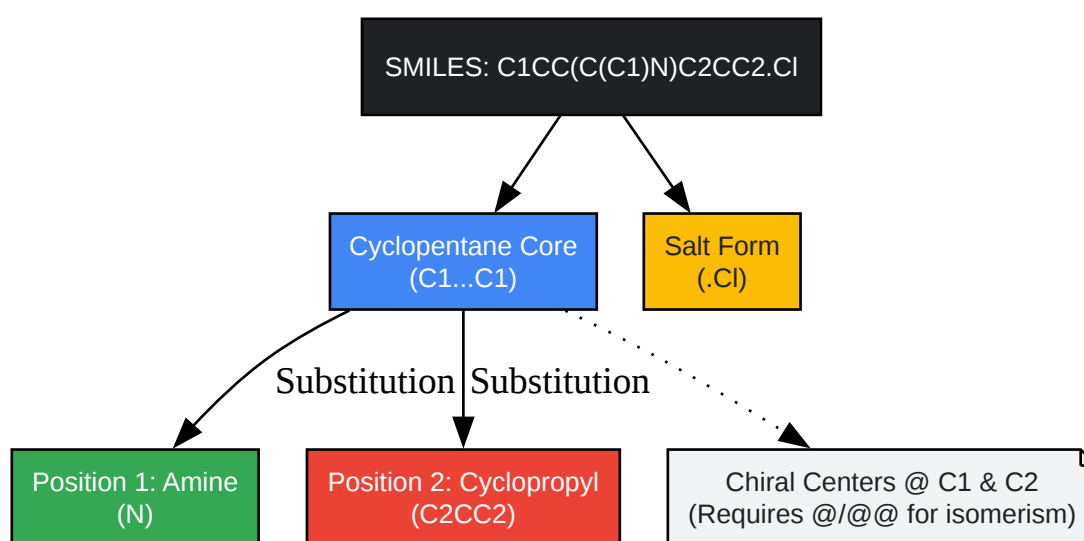 SMILES: C1CC(C(C1)N)C2CC2.Cl
Cyclopentane Core
(C1...C1)
Salt Form
(.Cl)
Substitution
Substitution
Position 1: Amine
(N)
Position 2: Cyclopropyl
(C2CC2)
Chiral Centers @ C1 & C2
(Requires @/@@ for isomerism)